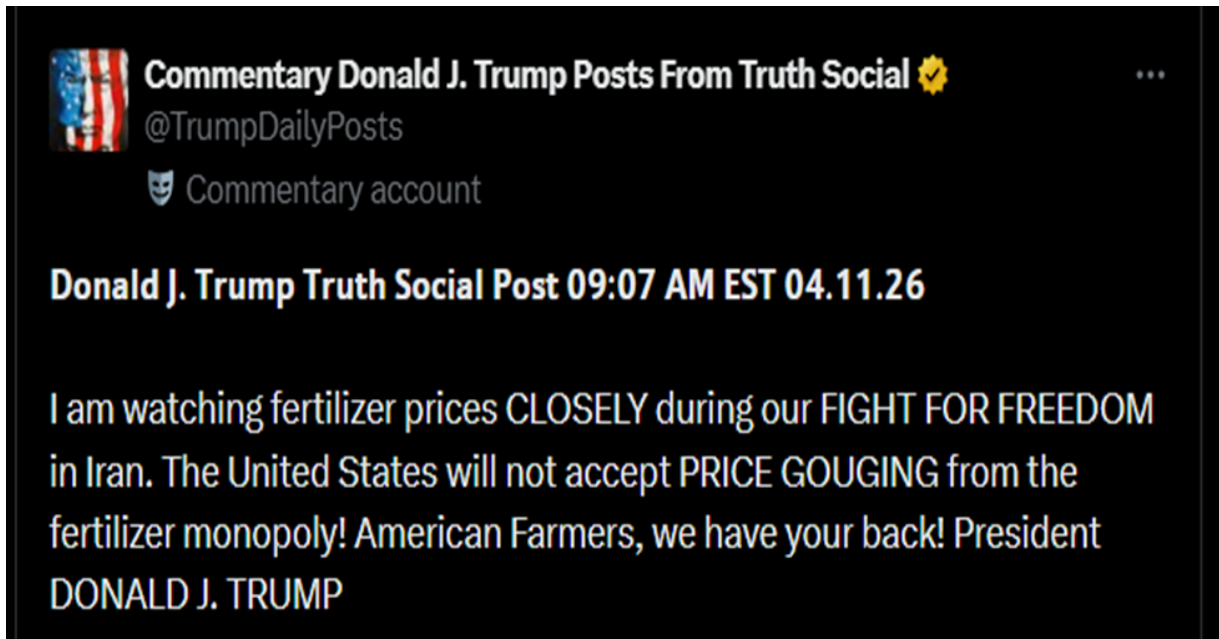 Commentary Donald J. Trump Posts From Truth Social
@TrumpDailyPosts
Commentary account
Donald J. Trump Truth Social Post 09:07 AM EST 04.11.26
I am watching fertilizer prices CLOSELY during our FIGHT FOR FREEDOM
in Iran. The United States will not accept PRICE GOUGING from the
fertilizer monopoly! American Farmers, we have your back! President
DONALD J. TRUMP